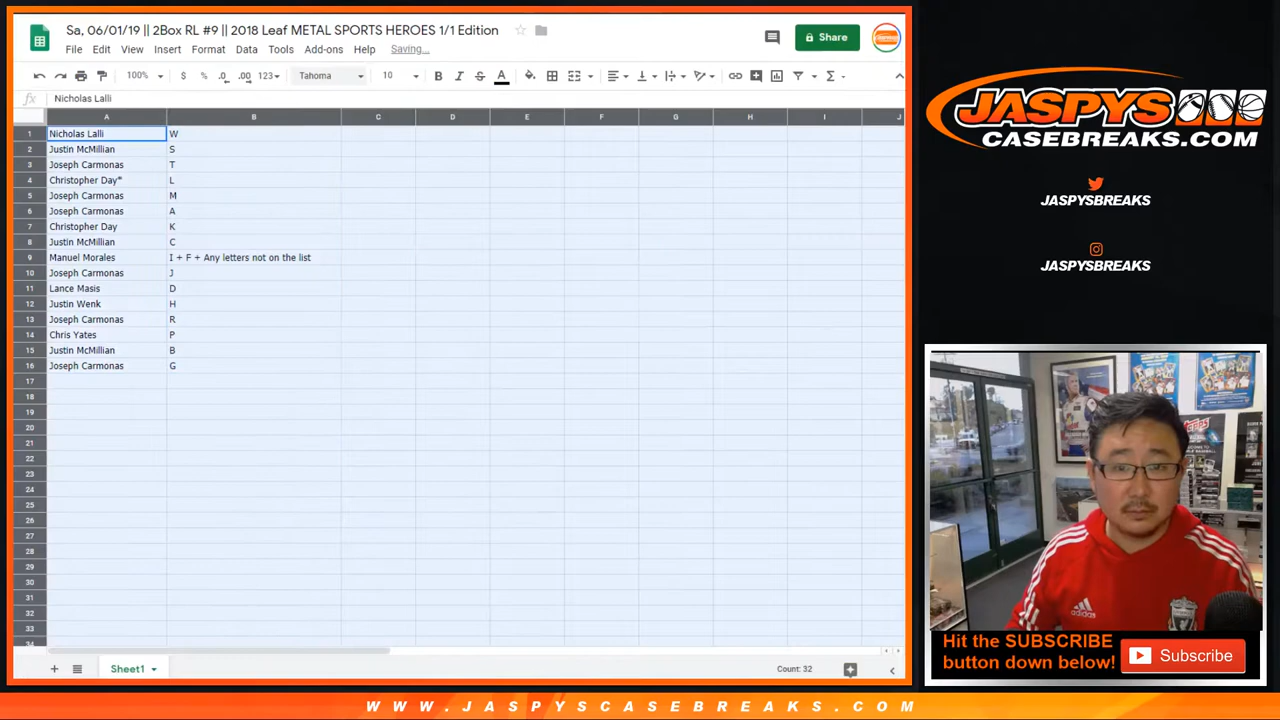 Sa, 06/01/19 || 2Box RL #9 || 2018 Leaf METAL SPORTS HEROES 1/1 Edition
File Edit View Insert Format Data Tools Add-ons Help Saving...
Share
100% $ % .0 .00 123 Tahoma 10 B I S A
fx Nicholas Lalli
A B C D E F G H I J
1 Nicholas Lalli W
2 Justin McMillian S
3 Joseph Carmonas T
4 Christopher Day* L
5 Joseph Carmonas M
6 Joseph Carmonas A
7 Christopher Day K
8 Justin McMillian C
9 Manuel Morales I + F + Any letters not on the list
10 Joseph Carmonas J
11 Lance Masis D
12 Justin Wenk H
13 Joseph Carmonas R
14 Chris Yates P
15 Justin McMillian B
16 Joseph Carmonas G
17
18
19
20
21
22
23
24
25
26
27
28
29
30
31
32
33
34
Sheet1
Count: 32
JASPYS
CASEBREAKS.COM
JASPYSBREAKS
JASPYSBREAKS
Hit the SUBSCRIBE
button down below!
Subscribe
WWW.JASPYSCASEBREAKS.COM